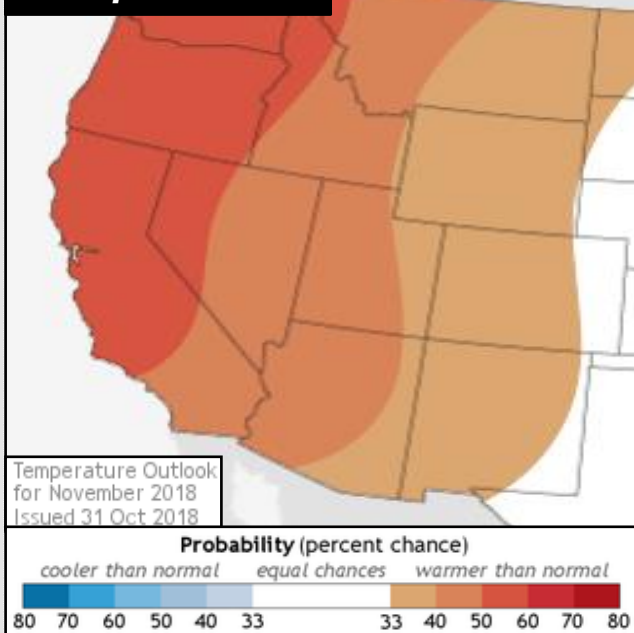 Temperature Outlook
for November 2018
Issued 31 Oct 2018
Probability (percent chance)
cooler than normal equal chances warmer than normal
80 70 60 50 40 33 33 40 50 60 70 80